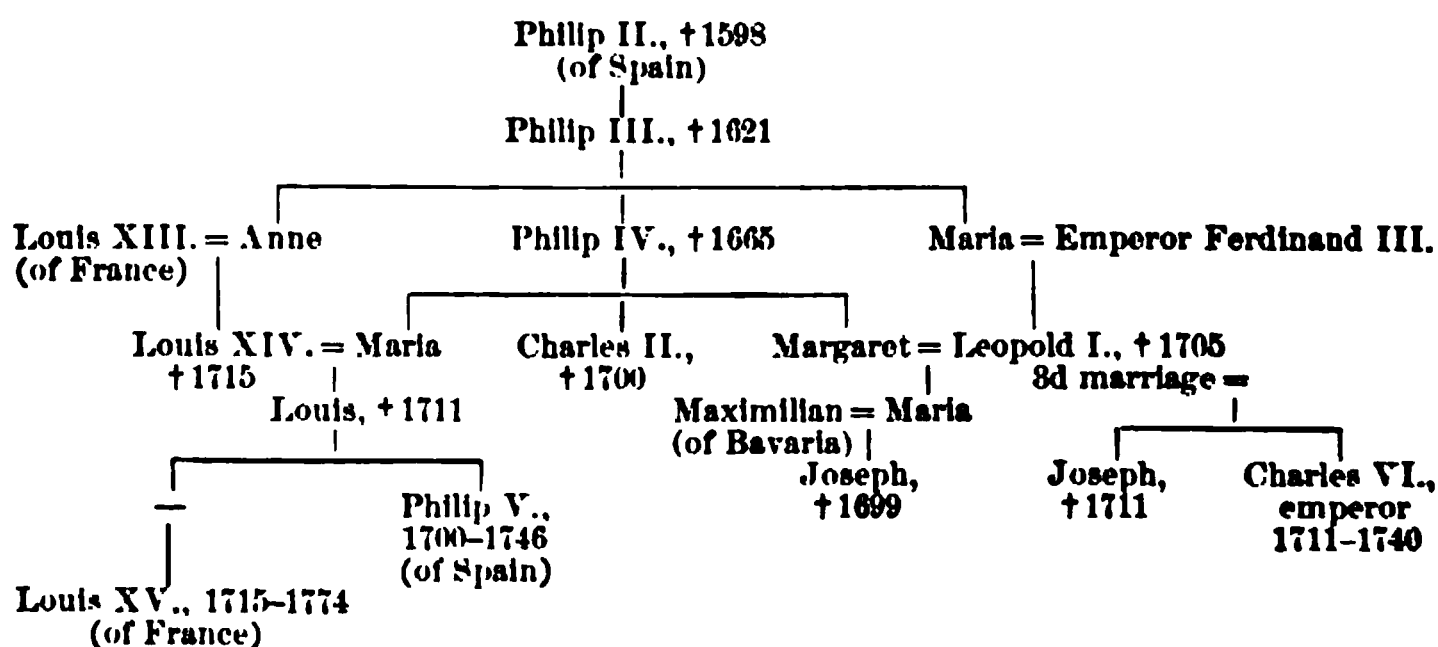 Philip II., †1598
(of Spain)
Philip III., †1621
Louis XIII. = Anne
(of France)
Philip IV., †1665
Maria = Emperor Ferdinand III.
Louis XIV. = Maria
†1715
Charles II.,
†1700
Margaret = Leopold I., †1705
3d marriage =
Louis, †1711
Maximilian = Maria
(of Bavaria)
Joseph,
†1699
Joseph,
†1711
Charles VI.,
emperor
1711–1740
Philip V.,
1700–1746
(of Spain)
Louis XV., 1715–1774
(of France)